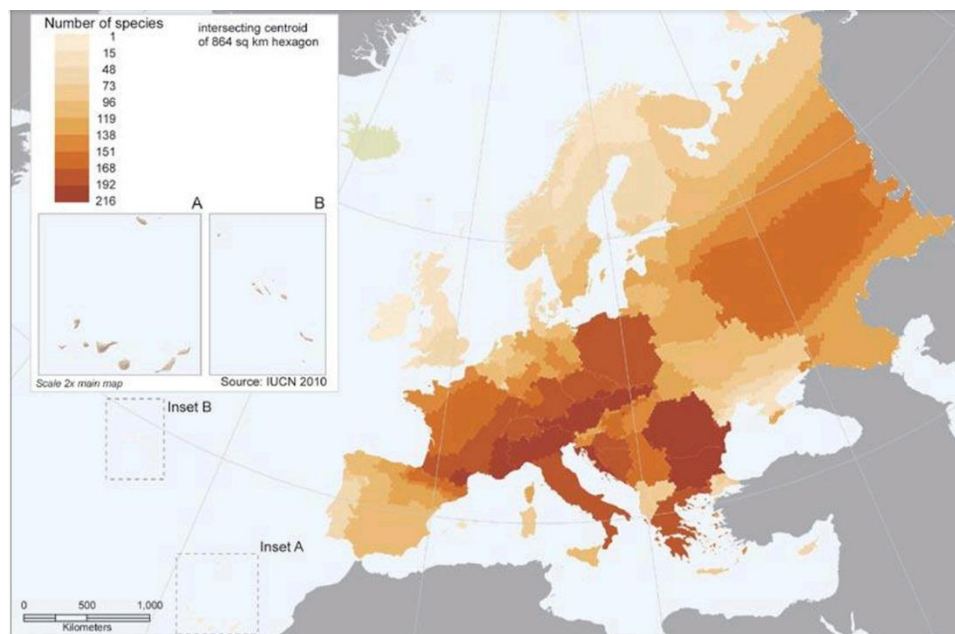 Number of species
intersecting centroid
of 864 sq km hexagon
1
15
48
73
96
119
138
151
168
192
216
A
B
Scale 2x main map
Source: IUCN 2010
Inset B
Inset A
0 500 1,000
Kilometers